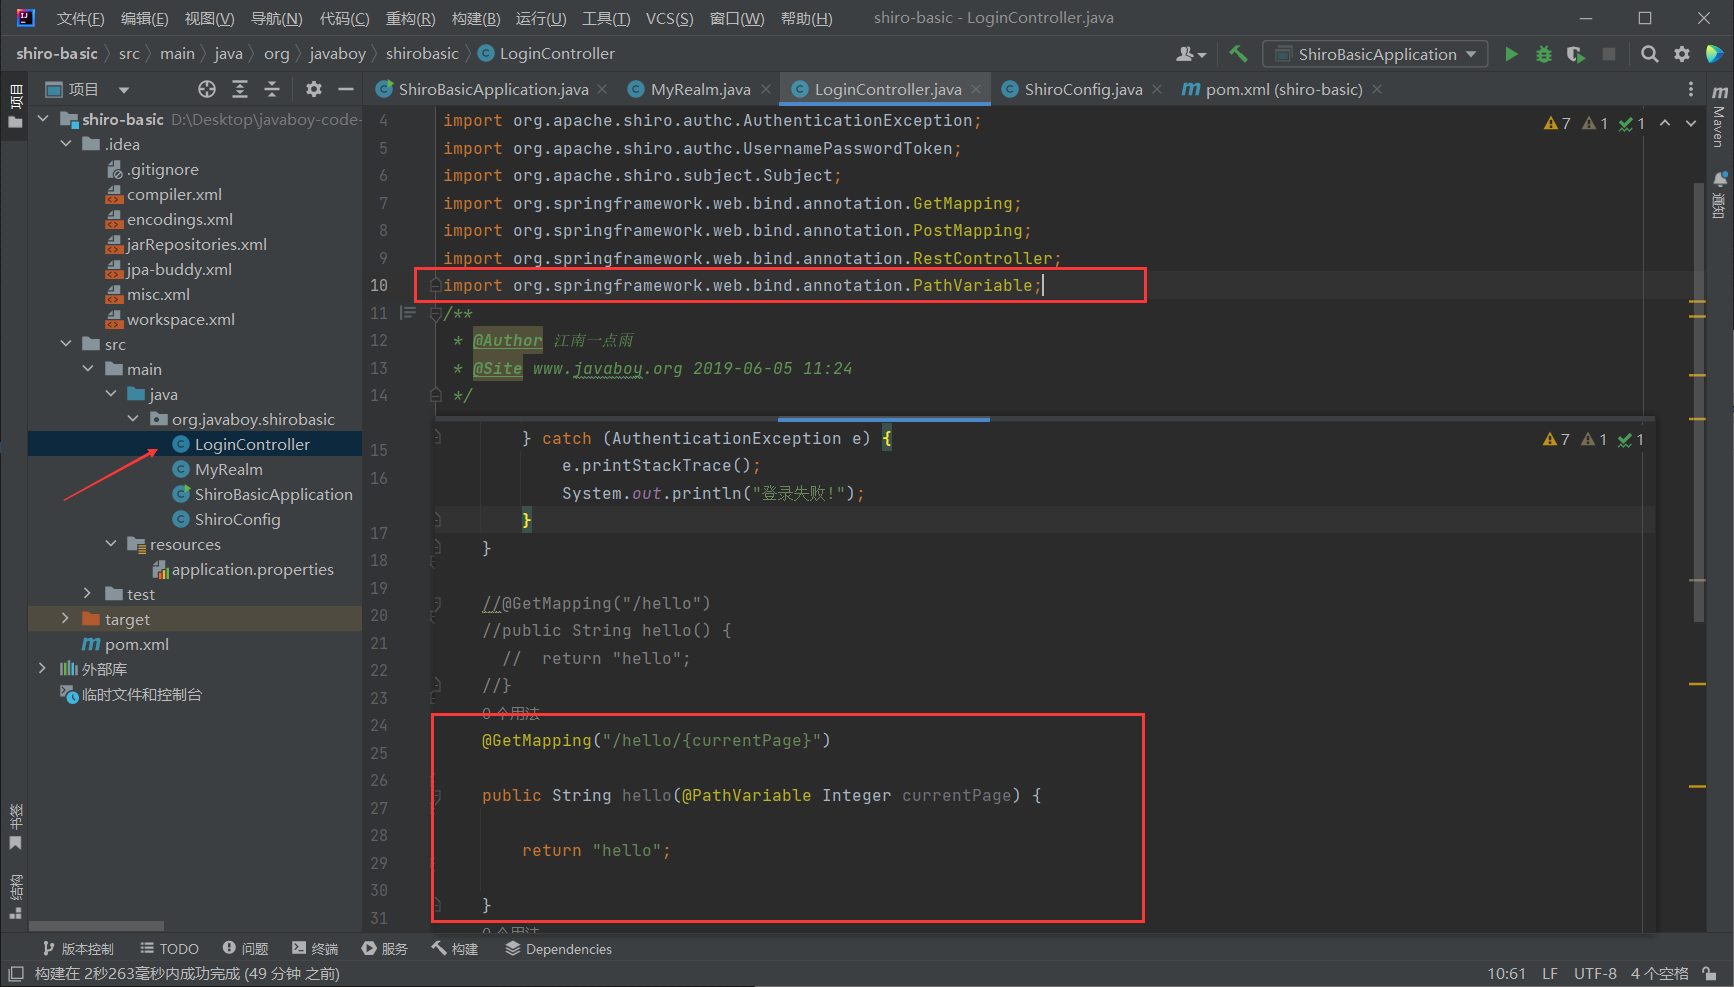 文件(F) 编辑(E) 视图(V) 导航(N) 代码(C) 重构(R) 构建(B) 运行(U) 工具(T) VCS(S) 窗口(W) 帮助(H) shiro-basic - LoginController.java
shiro-basic src main java org javaboy shirobasic LoginController ShiroBasicApplication
项目
ShiroBasicApplication.java MyRealm.java LoginController.java ShiroConfig.java pom.xml (shiro-basic)
项目
shiro-basic D:\Desktop\javaboy-code-
.idea
.gitignore
compiler.xml
encodings.xml
jarRepositories.xml
jpa-buddy.xml
misc.xml
workspace.xml
src
main
java
org.javaboy.shirobasic
LoginController
MyRealm
ShiroBasicApplication
ShiroConfig
resources
application.properties
test
target
pom.xml
外部库
临时文件和控制台
书签
结构
4 import org.apache.shiro.authc.AuthenticationException;
5 import org.apache.shiro.authc.UsernamePasswordToken;
6 import org.apache.shiro.subject.Subject;
7 import org.springframework.web.bind.annotation.GetMapping;
8 import org.springframework.web.bind.annotation.PostMapping;
9 import org.springframework.web.bind.annotation.RestController;
10 import org.springframework.web.bind.annotation.PathVariable;
11 /**
12 * @Author 江南一点雨
13 * @Site www.javaboy.org 2019-06-05 11:24
14 */
7 1 1
} catch (AuthenticationException e) {
15
e.printStackTrace();
16
System.out.println("登录失败!");
}
17
}
18
19
//@GetMapping("/hello")
20
//public String hello() {
21
// return "hello";
22
//}
23
0 个用法
24
@GetMapping("/hello/{currentPage}")
25
26
public String hello(@PathVariable Integer currentPage) {
27
28
return "hello";
29
30
}
31
0 个用法
7 1 1
Maven
通知
版本控制 TODO 问题 终端 服务 构建 Dependencies
构建在 2秒263毫秒内成功完成 (49 分钟 之前) 10:61 LF UTF-8 4 个空格